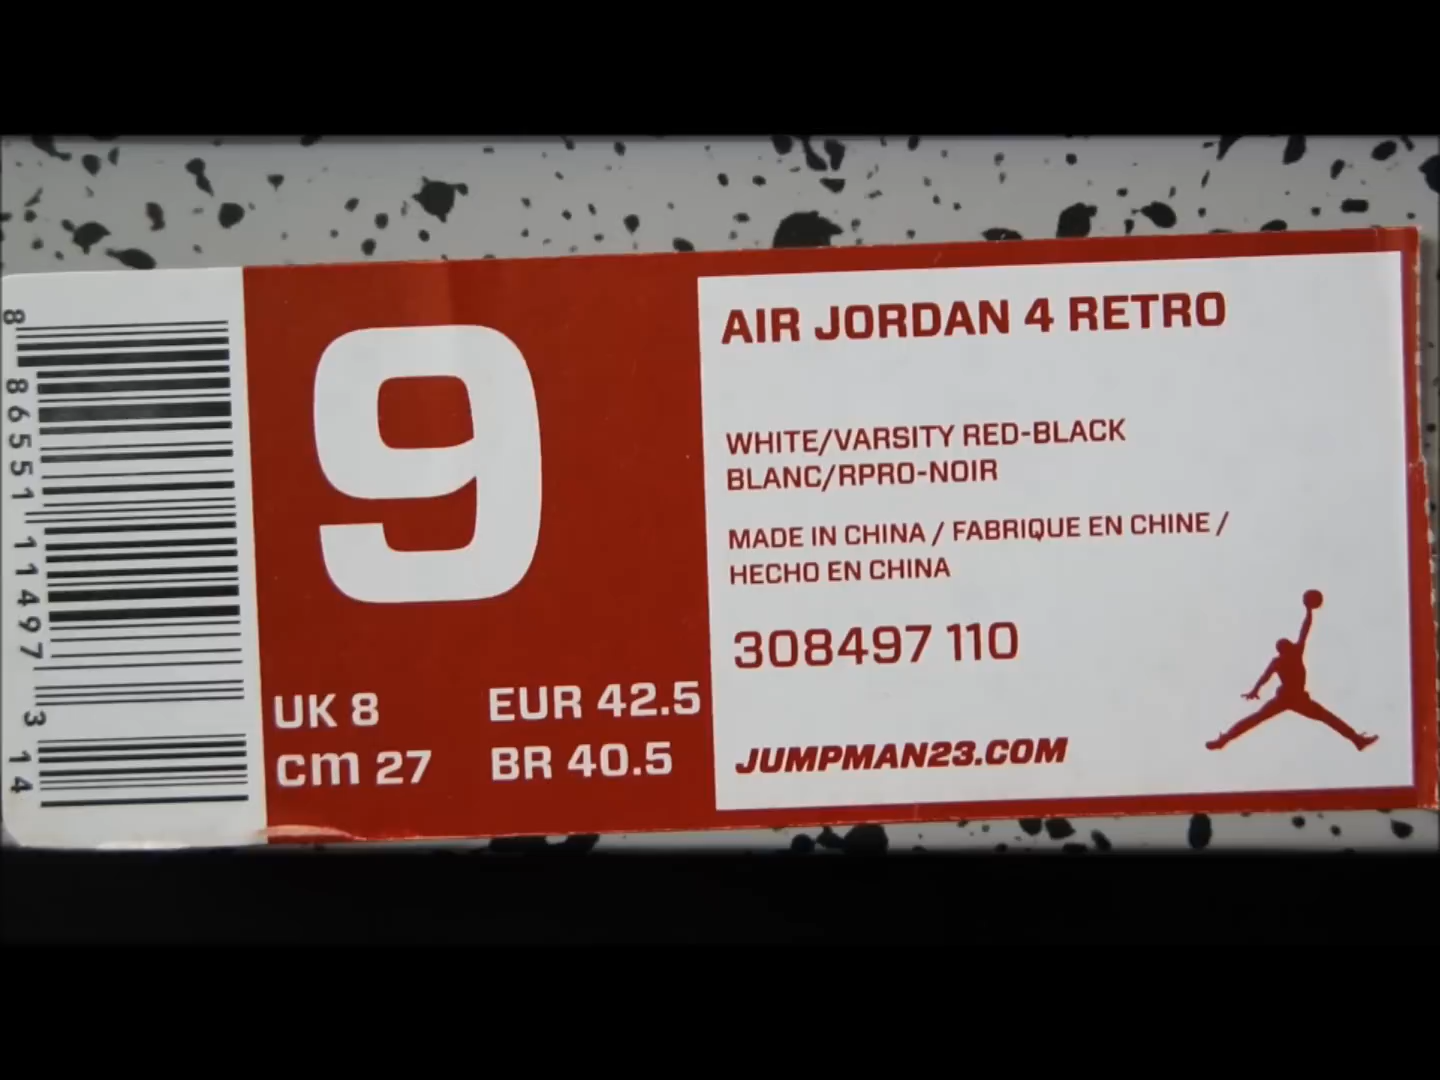 8 86551 11497 3 14
9
UK 8 EUR 42.5
cm 27 BR 40.5
AIR JORDAN 4 RETRO
WHITE/VARSITY RED-BLACK
BLANC/RPRO-NOIR
MADE IN CHINA / FABRIQUE EN CHINE /
HECHO EN CHINA
308497 110
JUMPMAN23.COM